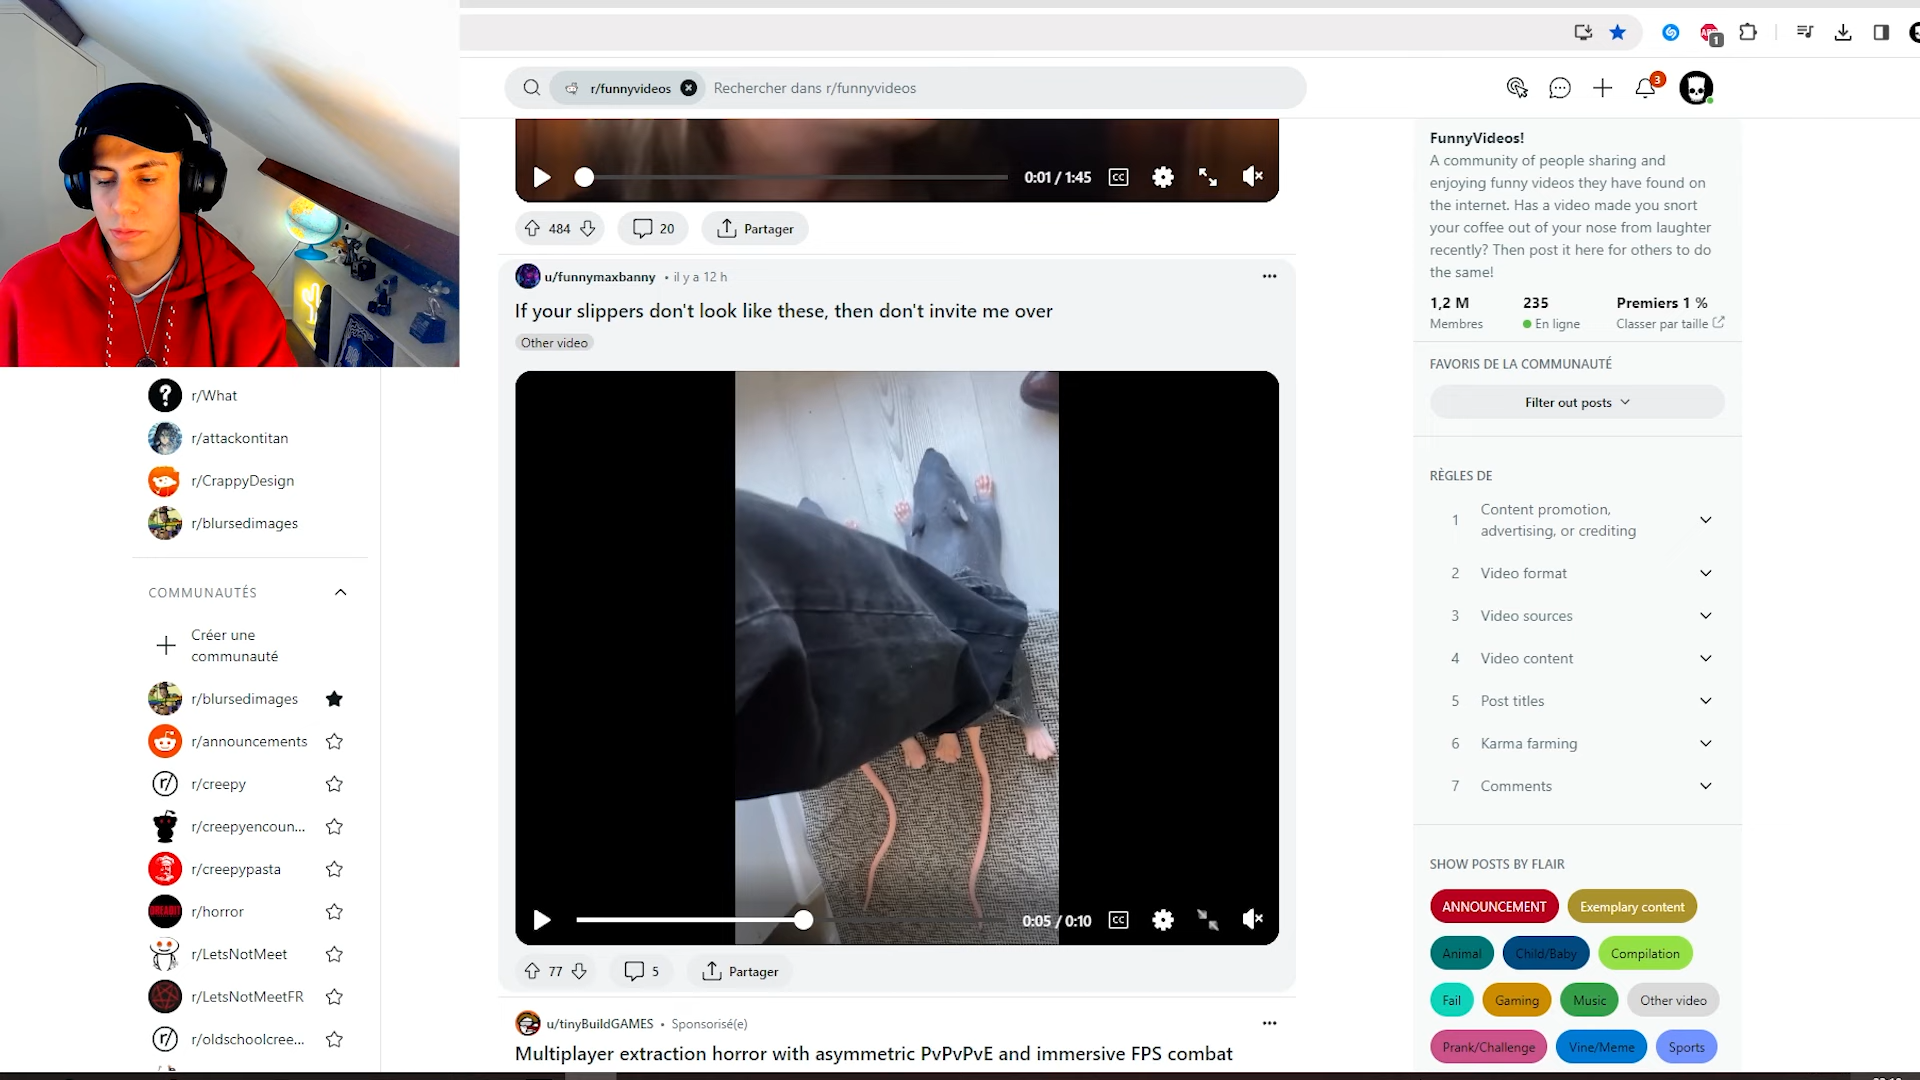 r/funnyvideos
Rechercher dans r/funnyvideos
1
3
0:01 / 1:45
CC
484
20
Partager
u/funnymaxbanny • il y a 12 h
If your slippers don't look like these, then don't invite me over
Other video
0:05 / 0:10
CC
77
5
Partager
u/tinyBuildGAMES • Sponsorisé(e)
Multiplayer extraction horror with asymmetric PvPvPvE and immersive FPS combat
r/What
r/attackontitan
r/CrappyDesign
r/blursedimages
COMMUNAUTÉS
Créer une
communauté
r/blursedimages
r/announcements
r/creepy
r/creepyencoun...
r/creepypasta
r/horror
r/LetsNotMeet
r/LetsNotMeetFR
r/oldschoolcree...
FunnyVideos!
A community of people sharing and
enjoying funny videos they have found on
the internet. Has a video made you snort
your coffee out of your nose from laughter
recently? Then post it here for others to do
the same!
1,2 M
Membres
235
En ligne
Premiers 1 %
Classer par taille
FAVORIS DE LA COMMUNAUTÉ
Filter out posts
RÈGLES DE
1 Content promotion,
advertising, or crediting
2 Video format
3 Video sources
4 Video content
5 Post titles
6 Karma farming
7 Comments
SHOW POSTS BY FLAIR
ANNOUNCEMENT Exemplary content
Animal Child/Baby Compilation
Fail Gaming Music Other video
Prank/Challenge Vine/Meme Sports